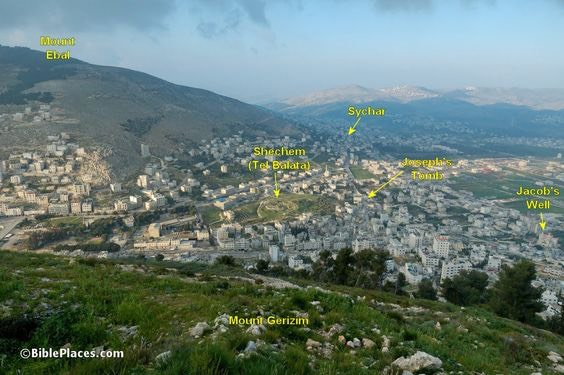 Mount
Ebal
Sychar
Shechem
(Tel Balata)
Joseph's
Tomb
Jacob's
Well
Mount Gerizim
©BiblePlaces.com